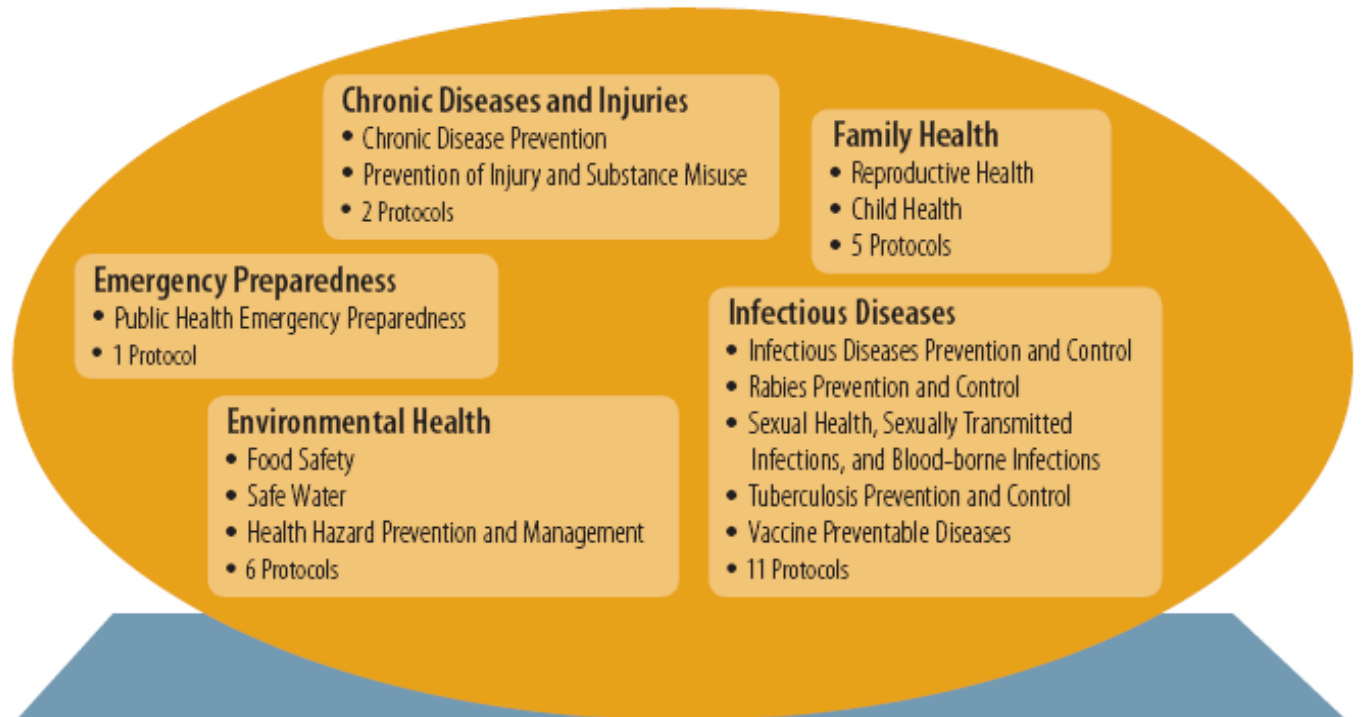 Chronic Diseases and Injuries
• Chronic Disease Prevention
• Prevention of Injury and Substance Misuse
• 2 Protocols
Family Health
• Reproductive Health
• Child Health
• 5 Protocols
Emergency Preparedness
• Public Health Emergency Preparedness
• 1 Protocol
Infectious Diseases
• Infectious Diseases Prevention and Control
• Rabies Prevention and Control
• Sexual Health, Sexually Transmitted
Infections, and Blood-borne Infections
• Tuberculosis Prevention and Control
• Vaccine Preventable Diseases
• 11 Protocols
Environmental Health
• Food Safety
• Safe Water
• Health Hazard Prevention and Management
• 6 Protocols